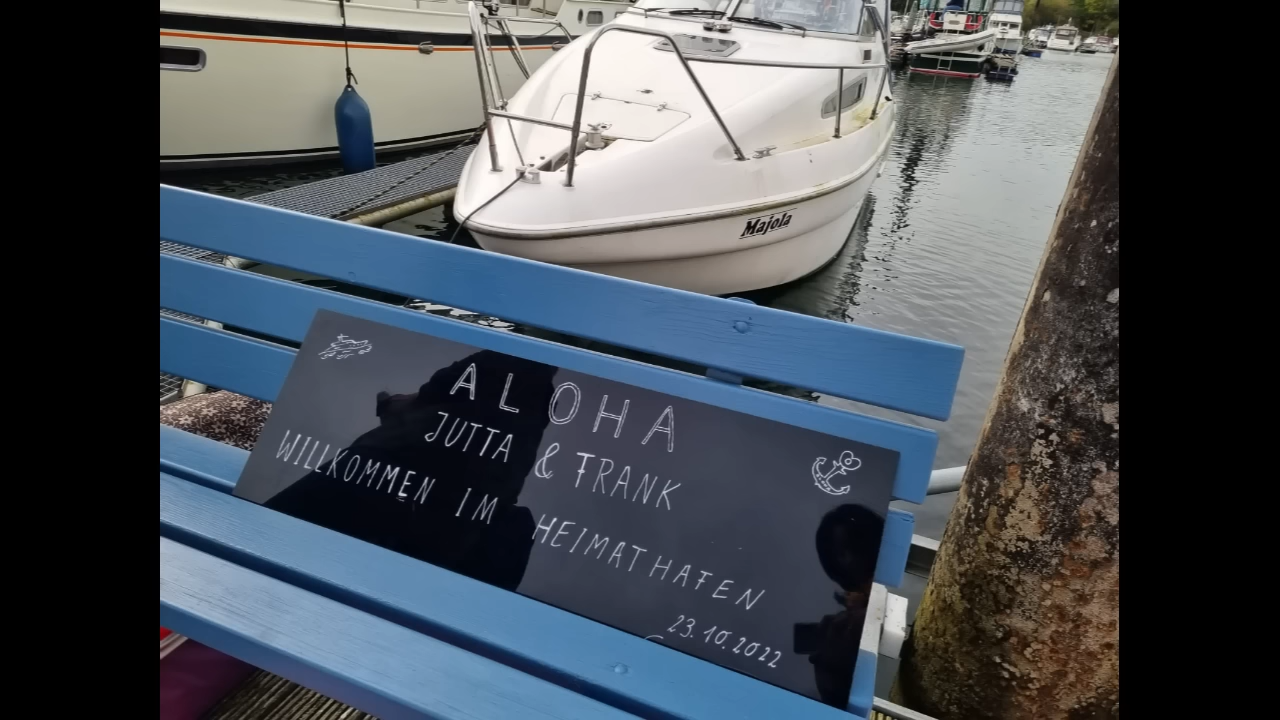 Majola
ALOHA
JUTTA & FRANK
WILLKOMMEN IM HEIMATHAFEN
23.10.2022